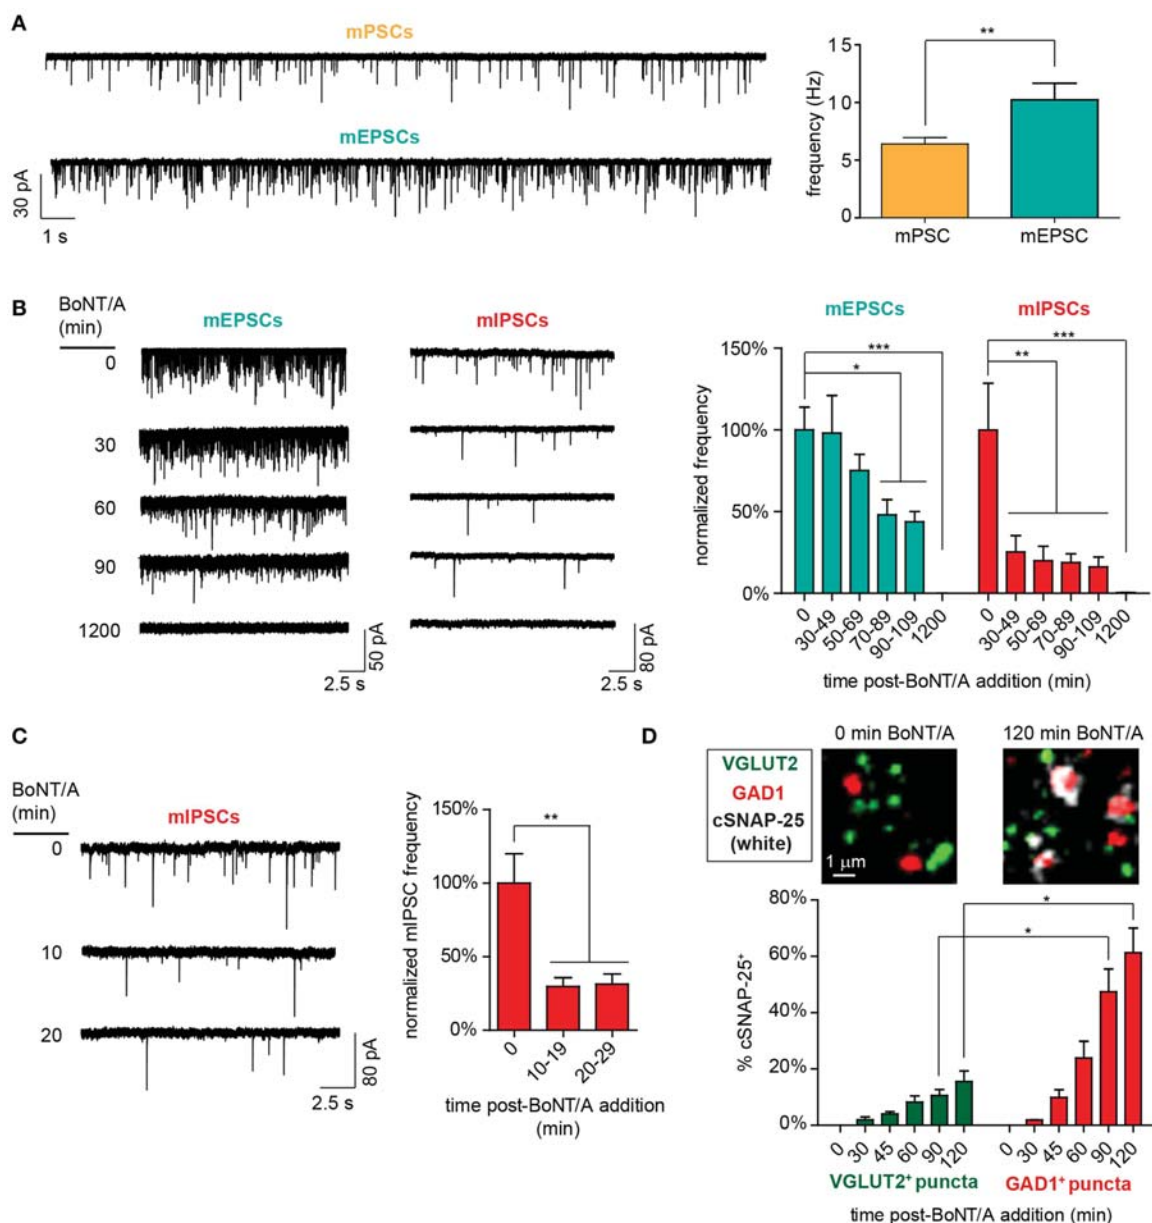 A
mPSCs
mEPSCs
30 pA
1 s
**
15
10
5
0
frequency (Hz)
mPSC
mEPSC
B
BoNT/A
(min)
mEPSCs
mIPSCs
0
30
60
90
1200
50 pA
2.5 s
80 pA
2.5 s
mEPSCs
mIPSCs
150%
100%
50%
0%
normalized frequency
***
*
***
**
0
30-49
50-69
70-89
90-109
1200
0
30-49
50-69
70-89
90-109
1200
time post-BoNT/A addition (min)
C
BoNT/A
(min)
mIPSCs
0
10
20
80 pA
2.5 s
150%
100%
50%
0%
normalized mIPSC frequency
**
0
10-19
20-29
time post-BoNT/A addition
(min)
D
0 min BoNT/A
120 min BoNT/A
VGLUT2
GAD1
cSNAP-25
(white)
1 μm
80%
60%
40%
20%
0%
% cSNAP-25⁺
*
*
0
30
45
60
90
120
0
30
45
60
90
120
VGLUT2⁺ puncta
GAD1⁺ puncta
time post-BoNT/A addition (min)